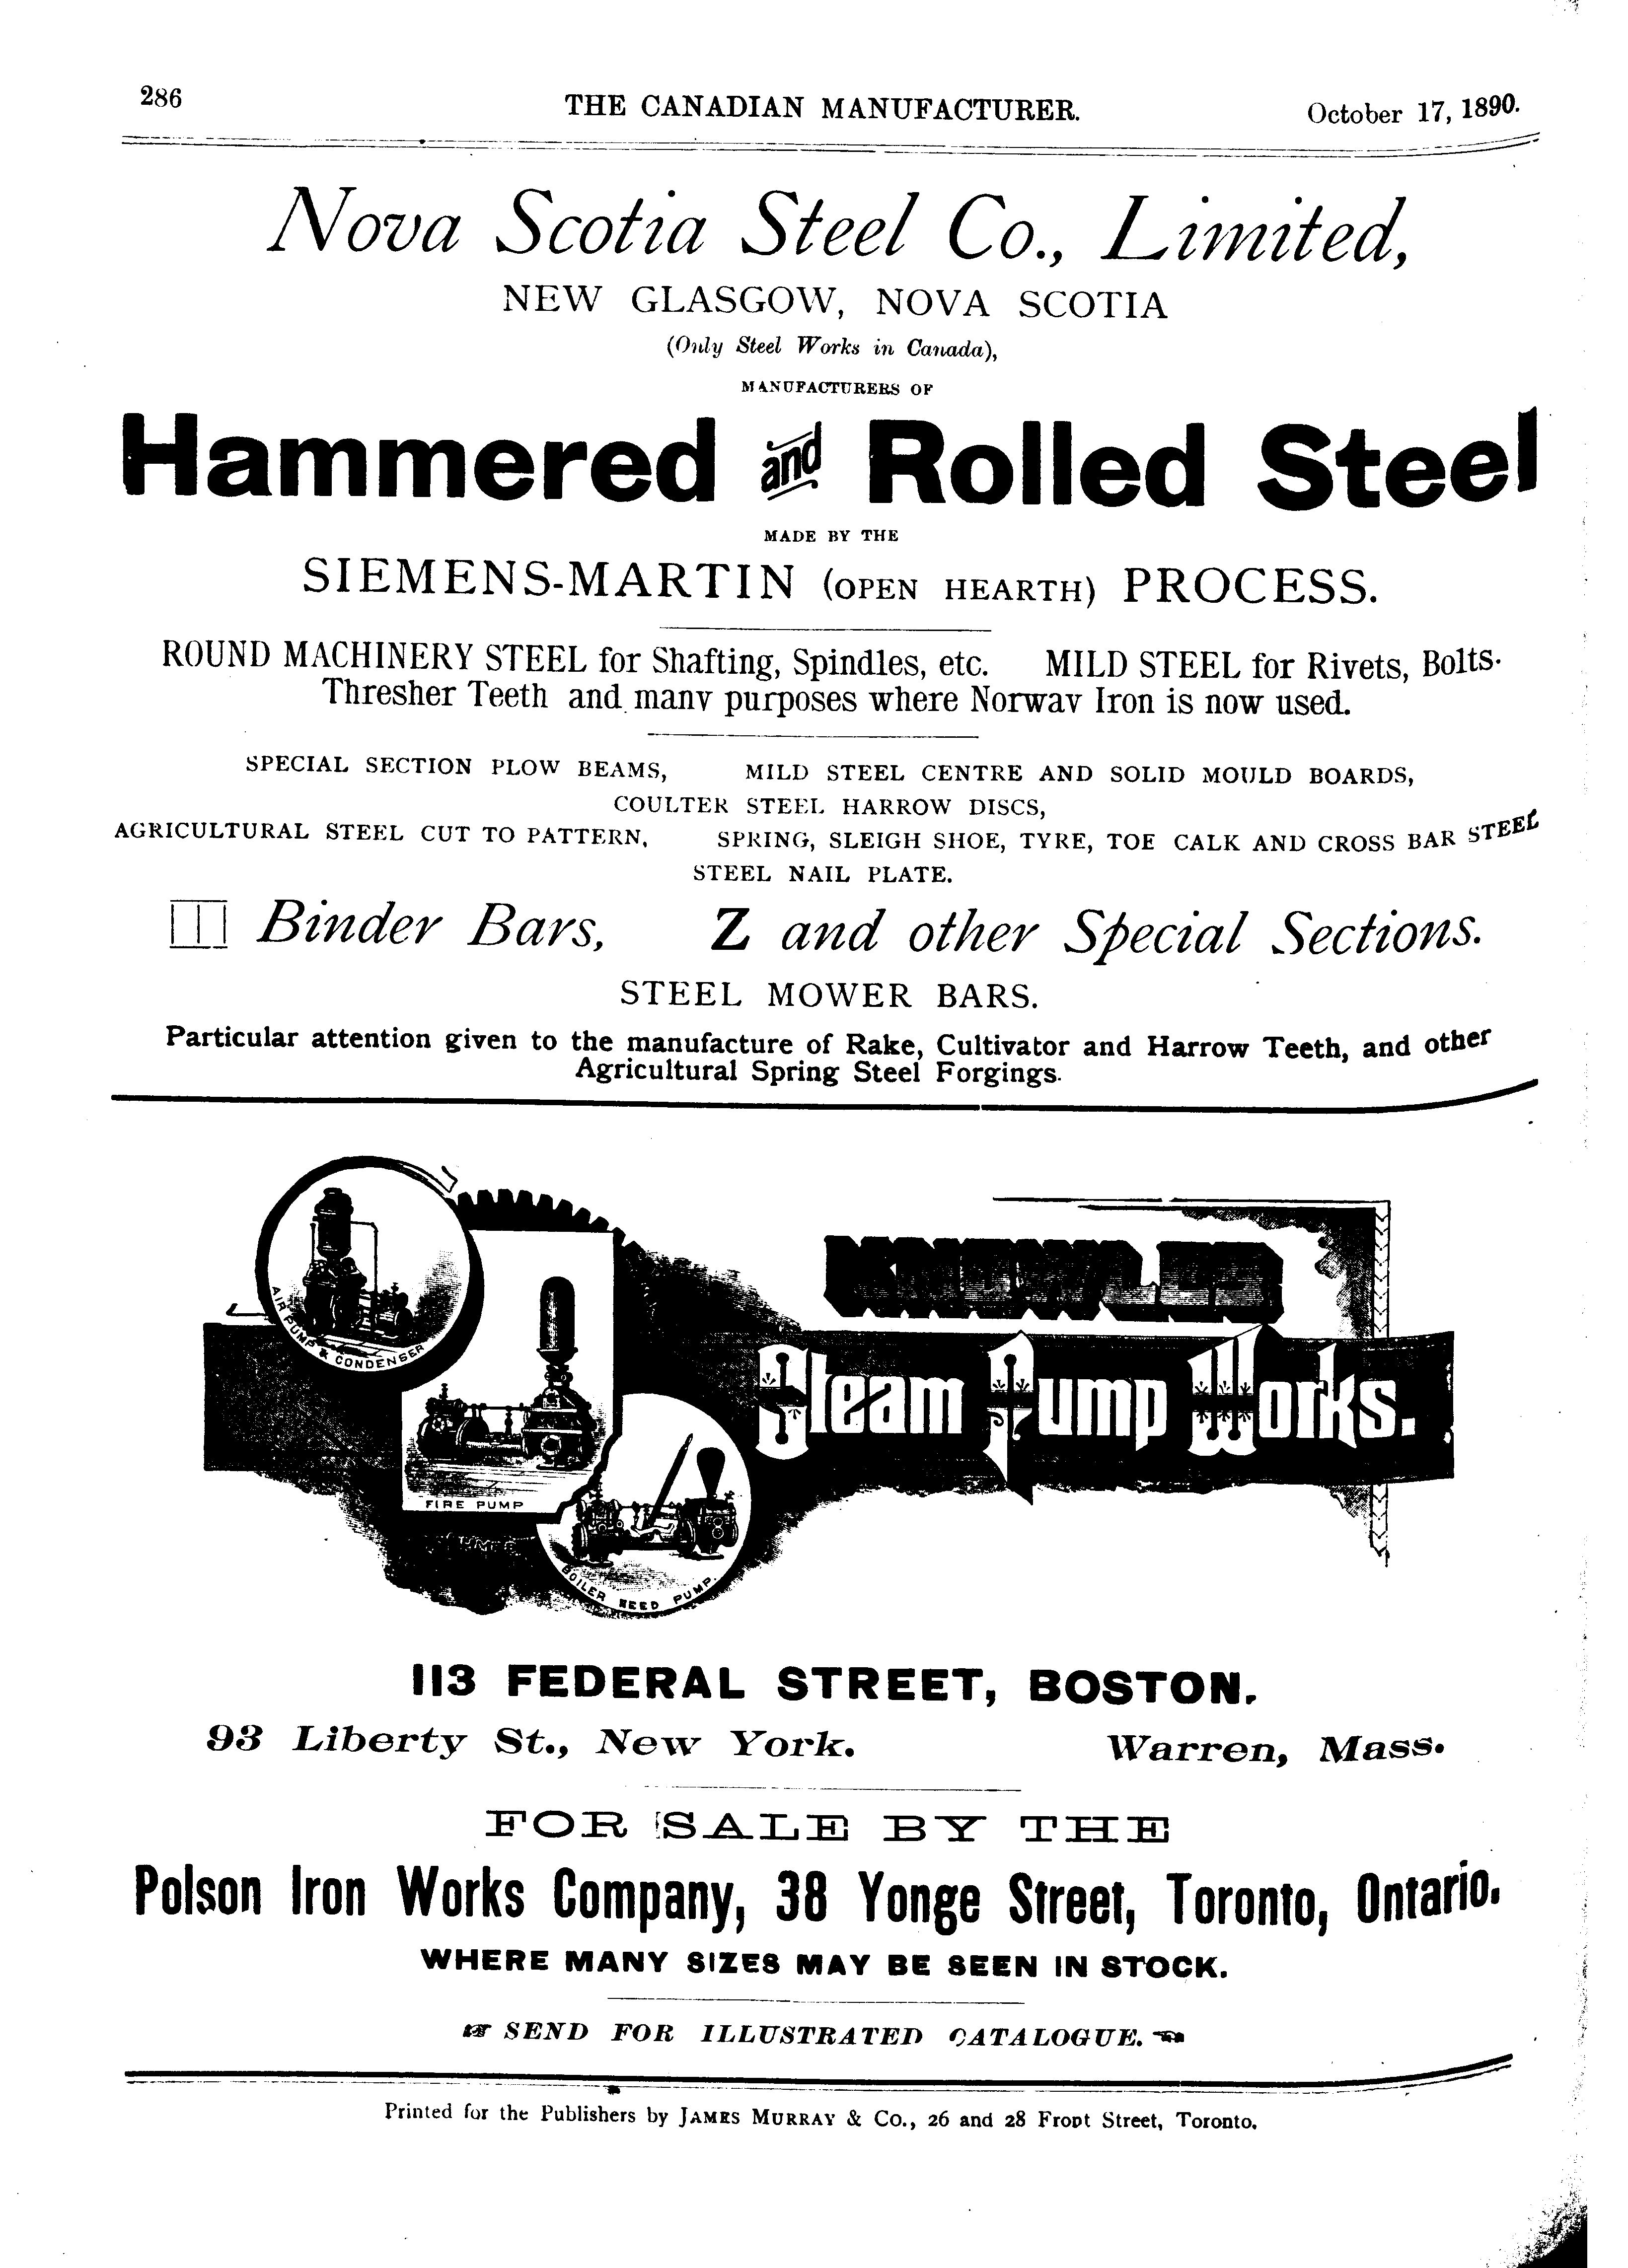 286
THE CANADIAN MANUFACTURER.
October 17, 1890.
Nova Scotia Steel Co., Limited,
NEW GLASGOW, NOVA SCOTIA
(Only Steel Works in Canada),
MANUFACTURERS OF
Hammered and Rolled Steel
MADE BY THE
SIEMENS-MARTIN (OPEN HEARTH) PROCESS.
ROUND MACHINERY STEEL for Shafting, Spindles, etc. MILD STEEL for Rivets, Bolts.
Thresher Teeth and many purposes where Norway Iron is now used.
SPECIAL SECTION PLOW BEAMS, MILD STEEL CENTRE AND SOLID MOULD BOARDS,
COULTER STEEL HARROW DISCS,
AGRICULTURAL STEEL CUT TO PATTERN, SPRING, SLEIGH SHOE, TYRE, TOE CALK AND CROSS BAR STEEL
STEEL NAIL PLATE.
Binder Bars, Z and other Special Sections.
STEEL MOWER BARS.
Particular attention given to the manufacture of Rake, Cultivator and Harrow Teeth, and other
Agricultural Spring Steel Forgings.
AIR PUMP & CONDENSER
Steam Pump Works.
FIRE PUMP
BOILER FEED PUMP.
113 FEDERAL STREET, BOSTON.
93 Liberty St., New York. Warren, Mass.
FOR SALE BY THE
Polson Iron Works Company, 38 Yonge Street, Toronto, Ontario.
WHERE MANY SIZES MAY BE SEEN IN STOCK.
☞ SEND FOR ILLUSTRATED CATALOGUE. ☜
Printed for the Publishers by JAMES MURRAY & Co., 26 and 28 Front Street, Toronto.